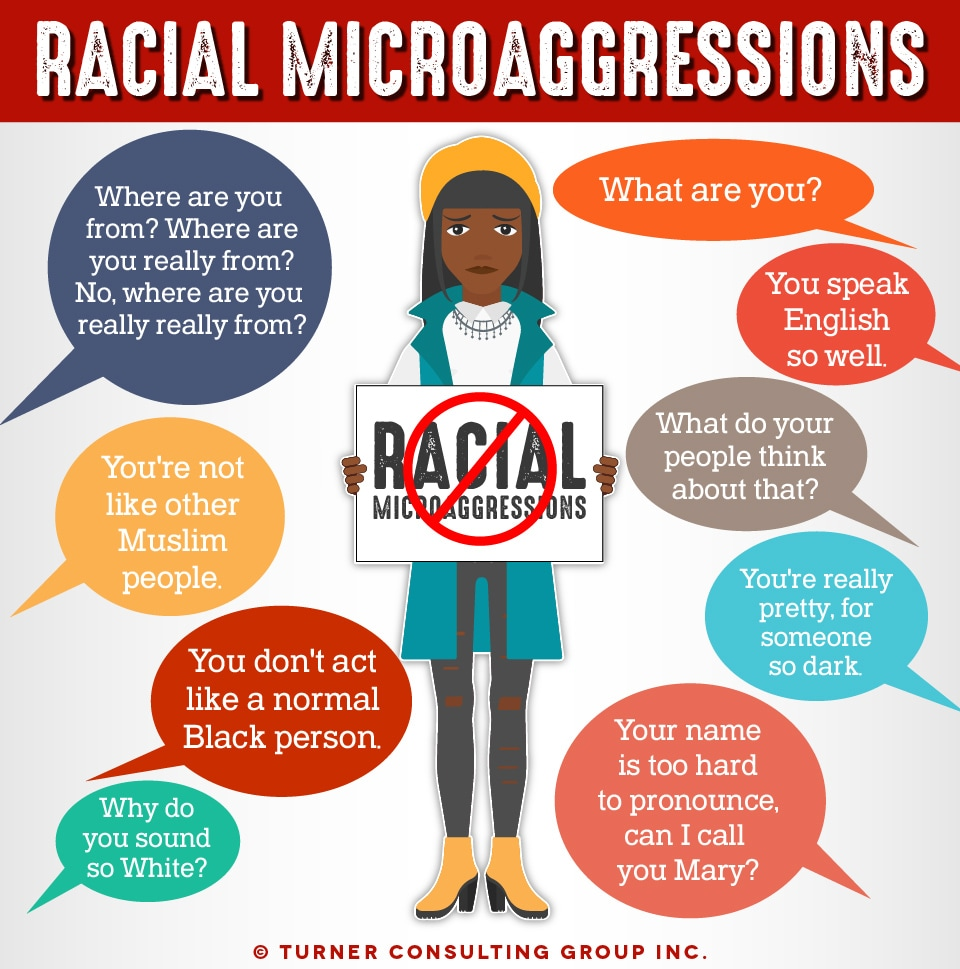 RACIAL MICROAGGRESSIONS
Where are you
from? Where are
you really from?
No, where are you
really really from?
What are you?
You speak
English
so well.
You're not
like other
Muslim
people.
RACIAL
MICROAGGRESSIONS
What do your
people think
about that?
You're really
pretty, for
someone
so dark.
You don't act
like a normal
Black person.
Your name
is too hard
to pronounce,
can I call
you Mary?
Why do
you sound
so White?
© TURNER CONSULTING GROUP INC.